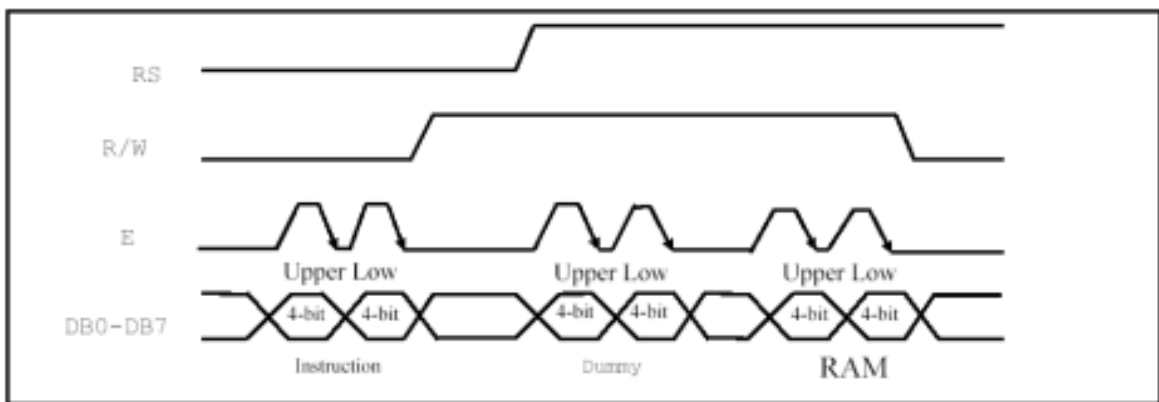 RS
R/W
E
Upper Low Upper Low Upper Low
DB0-DB7 4-bit 4-bit 4-bit 4-bit 4-bit 4-bit
Instruction Dummy RAM